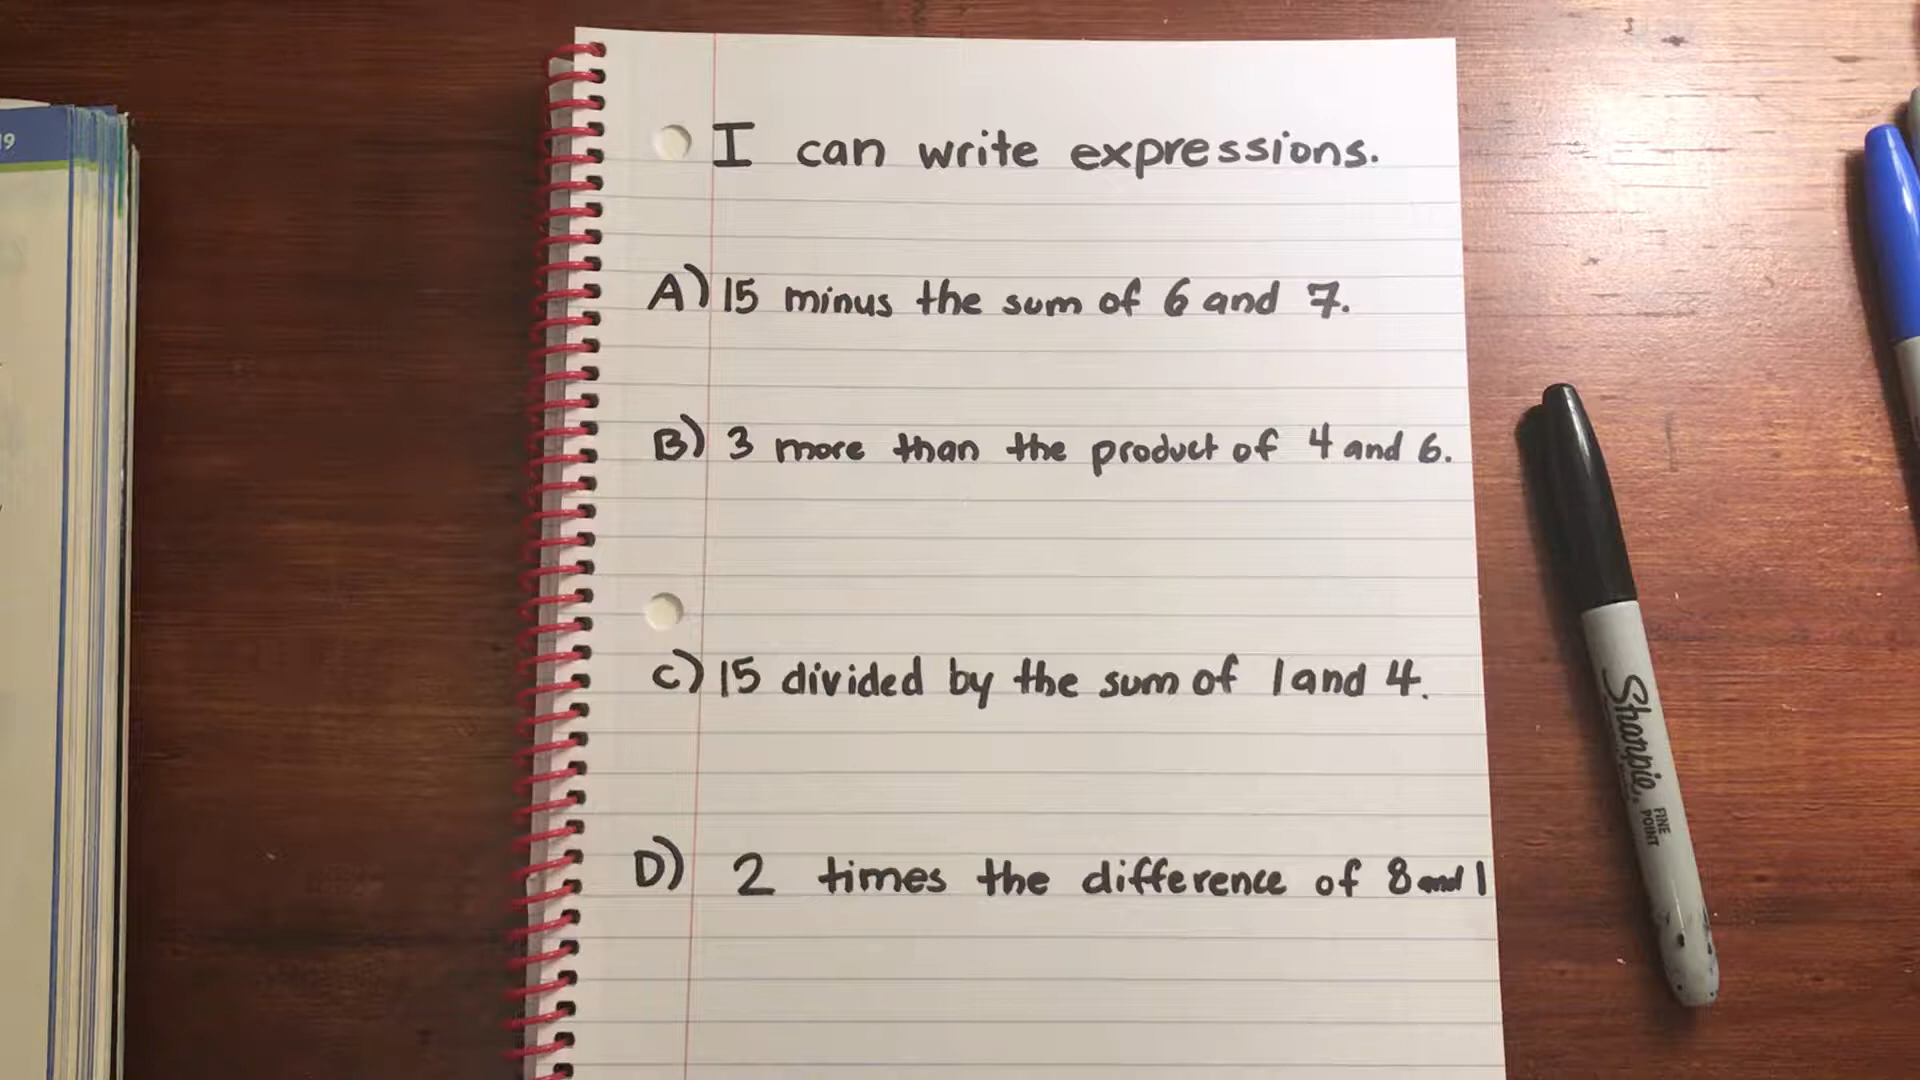 19
I can write expressions.
A) 15 minus the sum of 6 and 7.
B) 3 more than the product of 4 and 6.
C) 15 divided by the sum of 1 and 4.
D) 2 times the difference of 8 and 1
Sharpie.
FINE
POINT